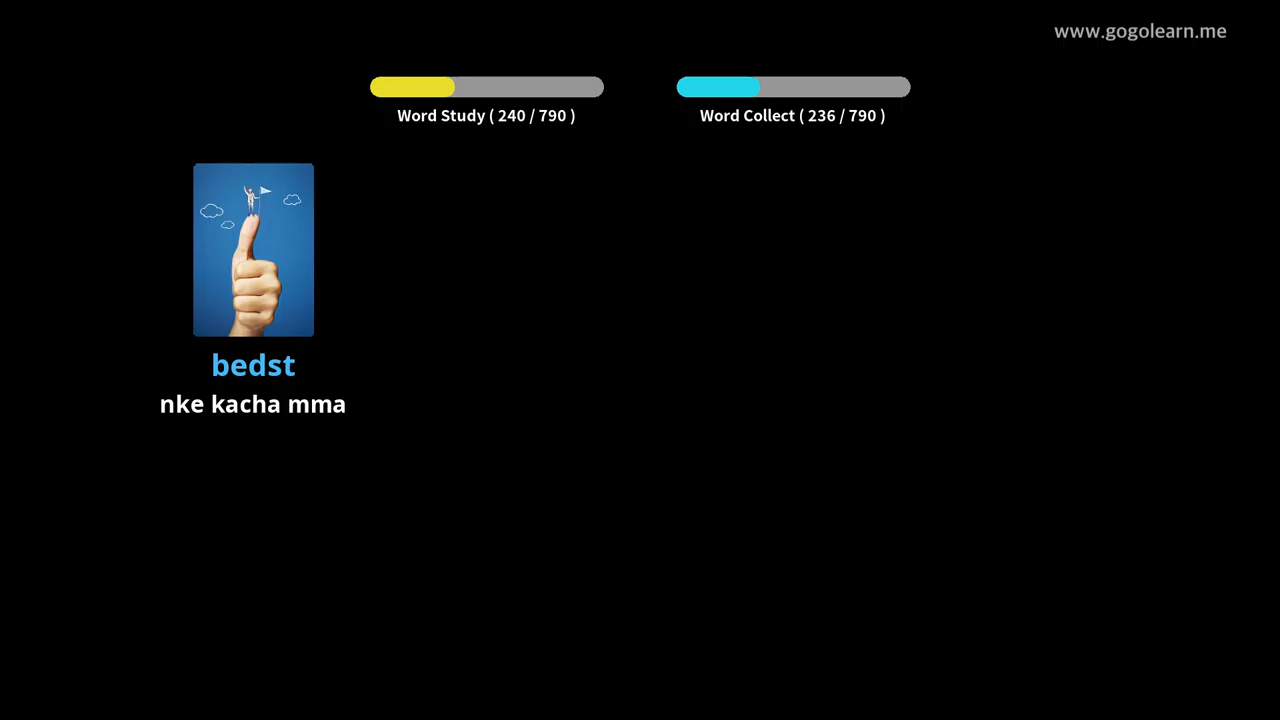 www.gogolearn.me
Word Study ( 240 / 790 )
Word Collect ( 236 / 790 )
bedst
nke kacha mma